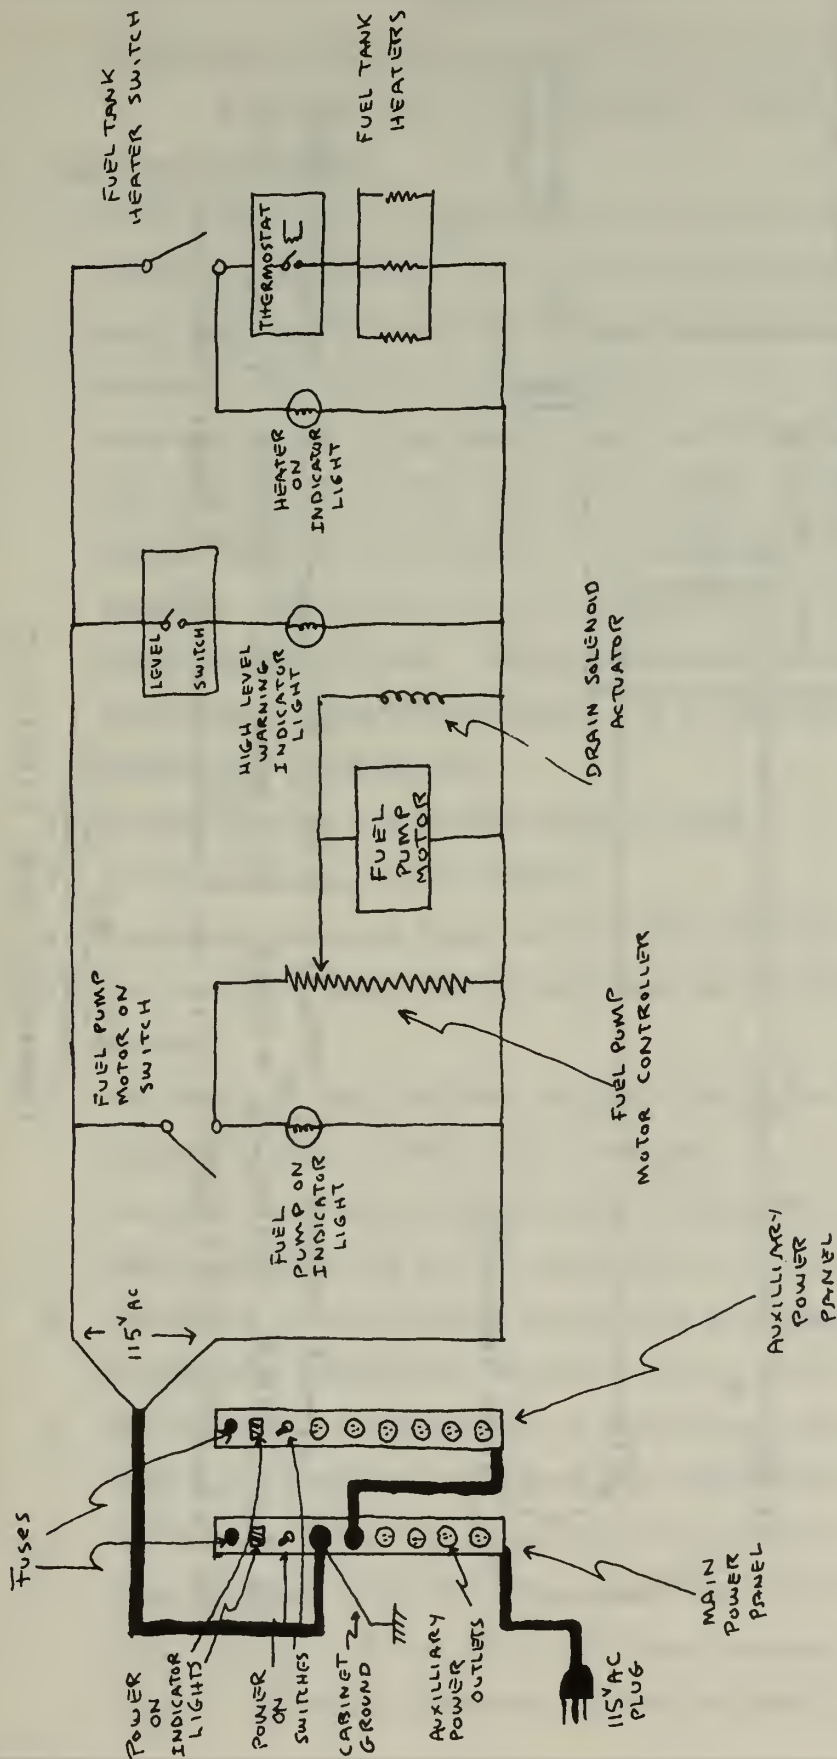 Fuses
POWER
ON
INDICATOR
LIGHTS
POWER
ON
SWITCHES
CABINET
GROUND
AUXILLIARY
POWER
OUTLETS
115V AC
PLUG
MAIN
POWER
PANEL
AUXILLIARY
POWER
PANEL
115V AC
FUEL PUMP
MOTOR ON
SWITCH
FUEL
PUMP ON
INDICATOR
LIGHT
FUEL PUMP
MOTOR CONTROLLER
FUEL
PUMP
MOTOR
DRAIN SOLENOID
ACTUATOR
LEVEL
SWITCH
HIGH LEVEL
WARNING
INDICATOR
LIGHT
HEATER
ON
INDICATOR
LIGHT
FUEL TANK
HEATER SWITCH
THERMOSTAT
FUEL TANK
HEATERS